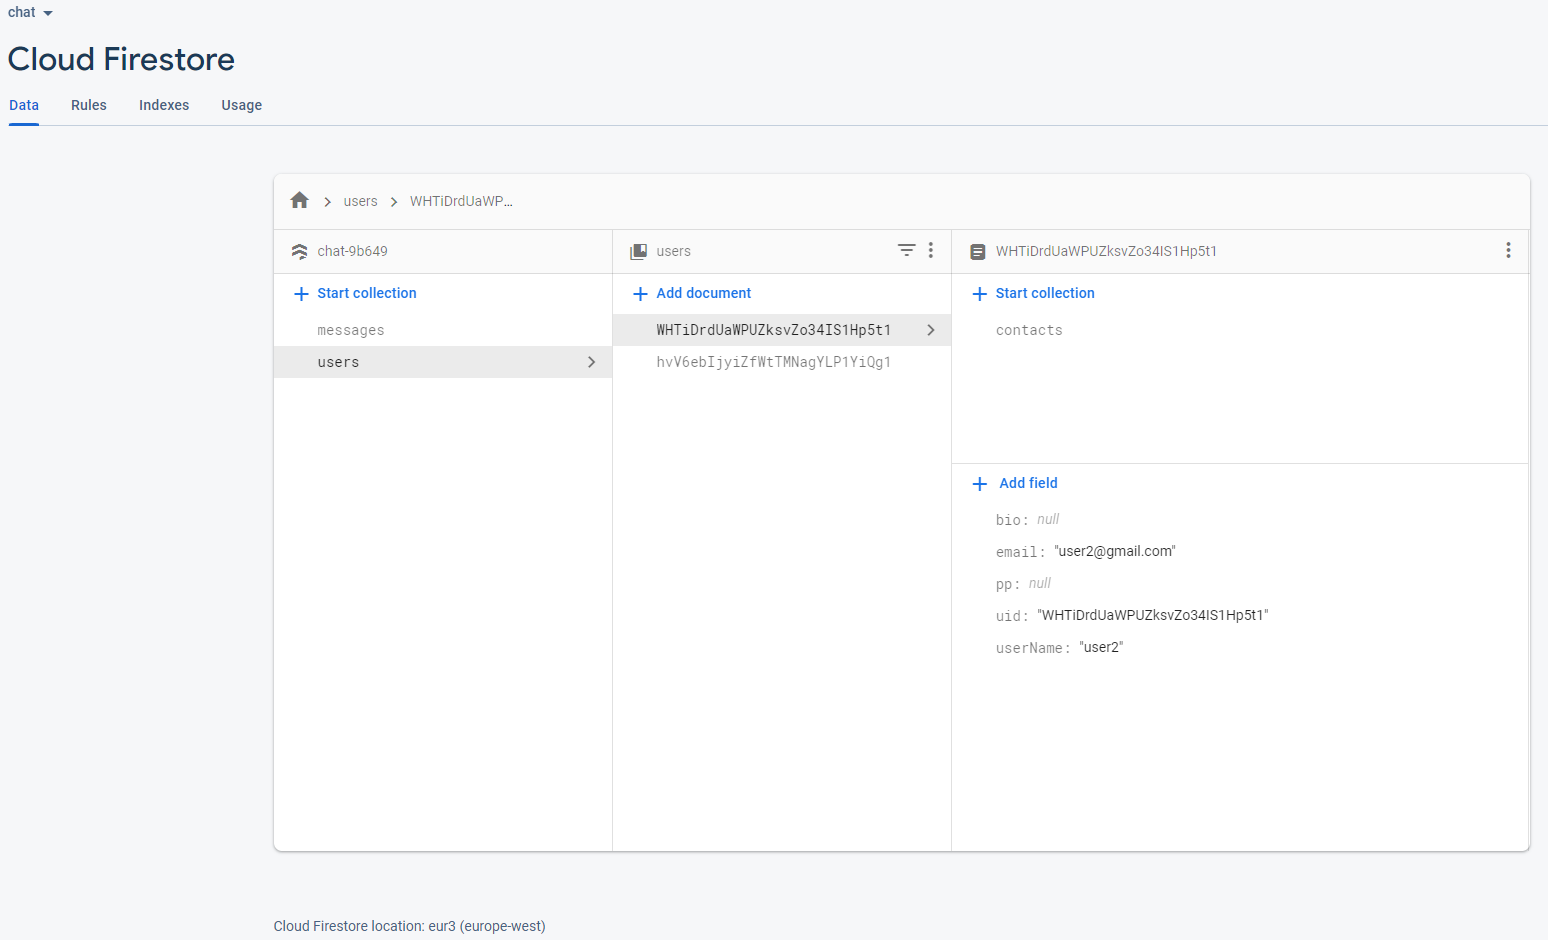 chat
Cloud Firestore
Data Rules Indexes Usage
users WHTiDrdUaWP...
chat-9b649 users WHTiDrdUaWPUZksvZo34IS1Hp5t1
Start collection Add document Start collection
messages WHTiDrdUaWPUZksvZo34IS1Hp5t1 contacts
users hvV6ebIjyiZfWtTMNagYLP1YiQg1
Add field
bio: null
email: "user2@gmail.com"
pp: null
uid: "WHTiDrdUaWPUZksvZo34IS1Hp5t1"
userName: "user2"
Cloud Firestore location: eur3 (europe-west)